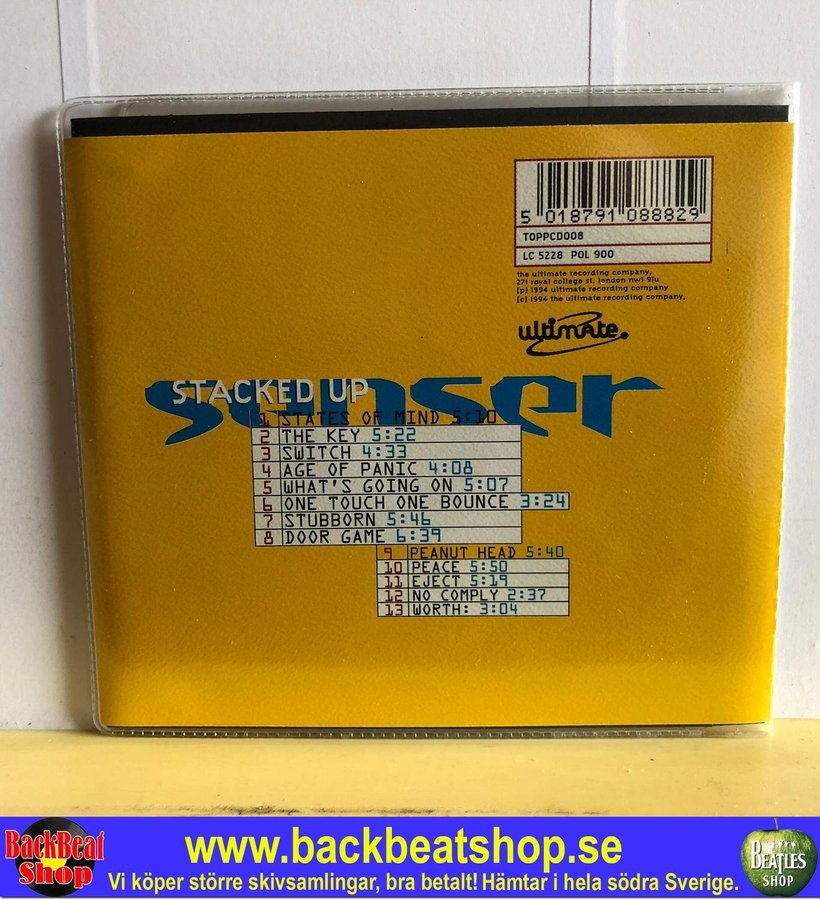 5 018791 088829
TOPPCD008
LC 5228 POL 900
the ultimate recording company,
271 royal college st. london nw1 9lu
[p] 1994 ultimate recording company
[c] 1994 the ultimate recording company.
ultimate.
senser
STACKED UP
1 STATES OF MIND 5:10
2 THE KEY 5:22
3 SWITCH 4:33
4 AGE OF PANIC 4:08
5 WHAT'S GOING ON 5:07
6 ONE TOUCH ONE BOUNCE 3:24
7 STUBBORN 5:46
8 DOOR GAME 6:39
9 PEANUT HEAD 5:40
10 PEACE 5:50
11 EJECT 5:19
12 NO COMPLY 2:37
13 WORTH: 3:04
BackBeat
Shop
www.backbeatshop.se
Vi köper större skivsamlingar, bra betalt! Hämtar i hela södra Sverige.
BEATLES
SHOP